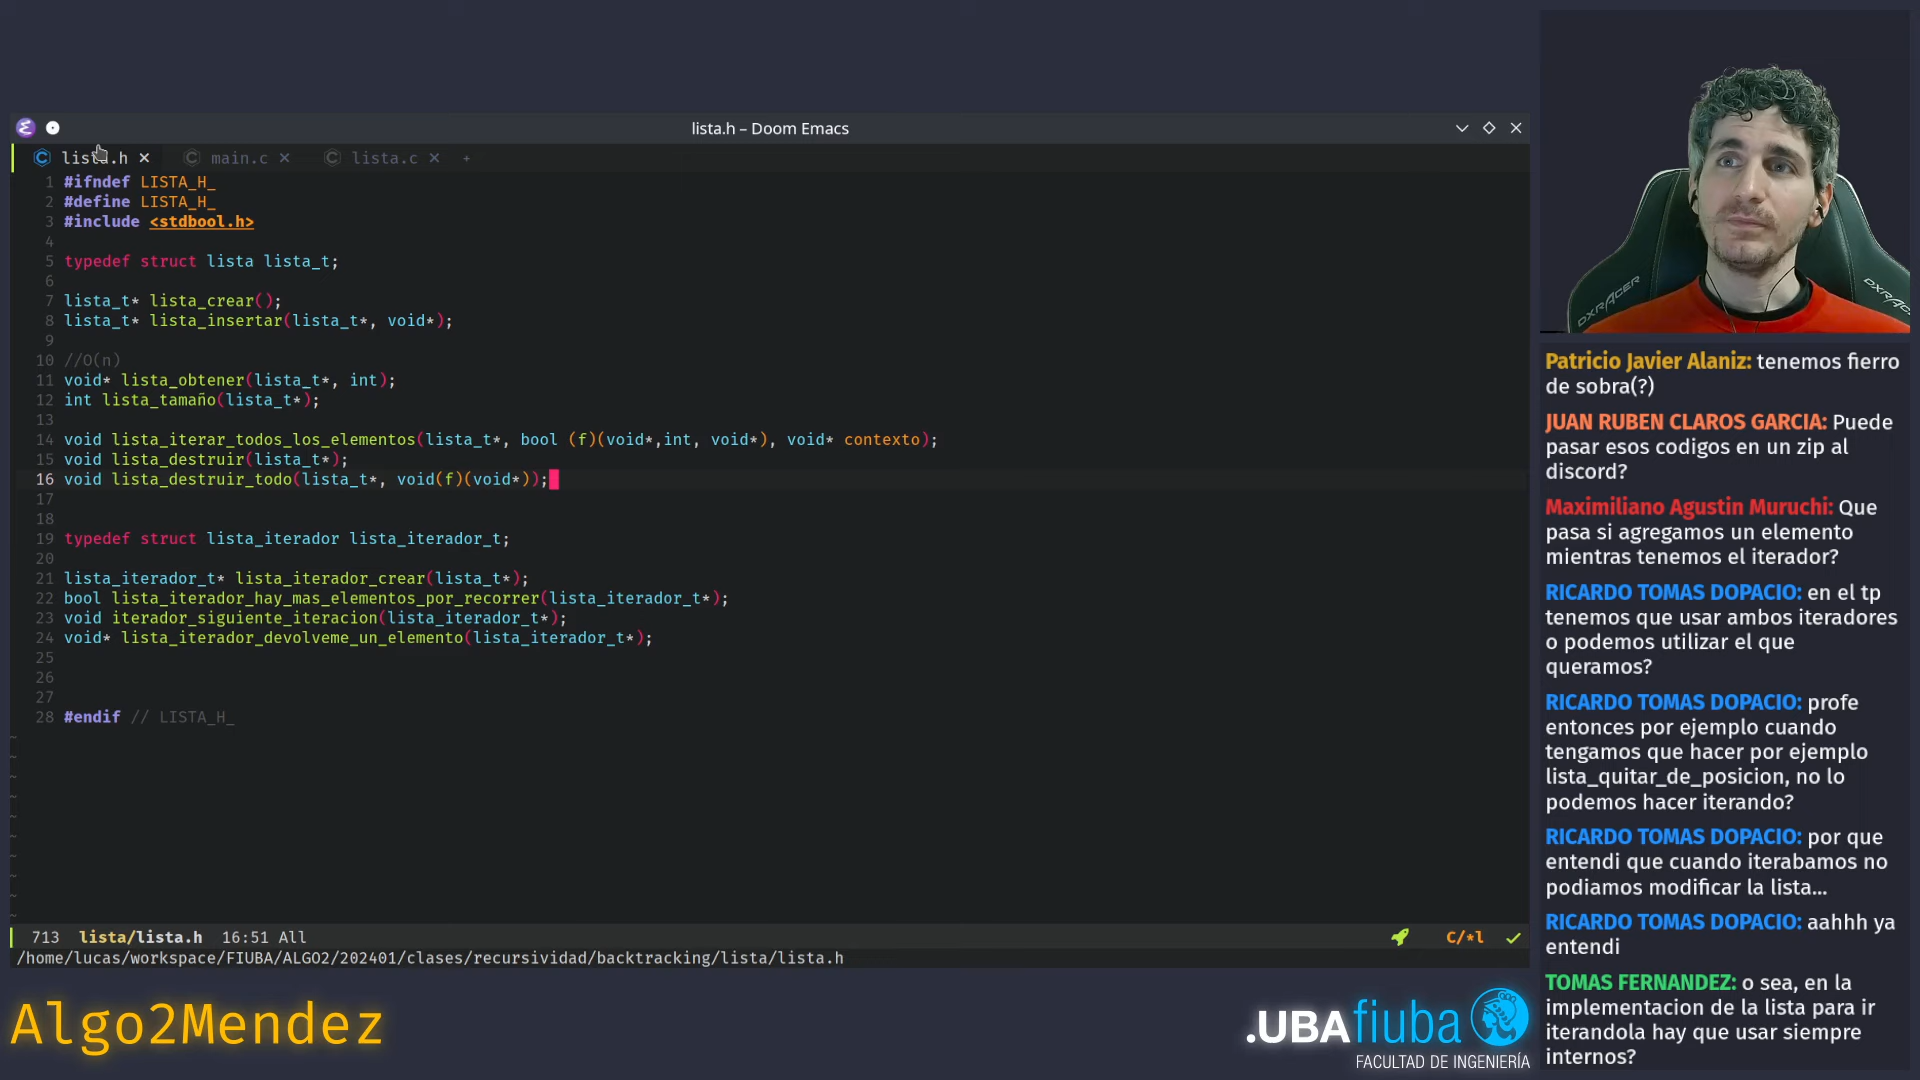 lista.h – Doom Emacs
lista.h
main.c
lista.c
1 #ifndef LISTA_H_
2 #define LISTA_H_
3 #include <stdbool.h>
4
5 typedef struct lista lista_t;
6
7 lista_t* lista_crear();
8 lista_t* lista_insertar(lista_t*, void*);
9
10 //O(n)
11 void* lista_obtener(lista_t*, int);
12 int lista_tamaño(lista_t*);
13
14 void lista_iterar_todos_los_elementos(lista_t*, bool (f)(void*,int, void*), void* contexto);
15 void lista_destruir(lista_t*);
16 void lista_destruir_todo(lista_t*, void(f)(void*));
17
18
19 typedef struct lista_iterador lista_iterador_t;
20
21 lista_iterador_t* lista_iterador_crear(lista_t*);
22 bool lista_iterador_hay_mas_elementos_por_recorrer(lista_iterador_t*);
23 void iterador_siguiente_iteracion(lista_iterador_t*);
24 void* lista_iterador_devolveme_un_elemento(lista_iterador_t*);
25
26
27
28 #endif // LISTA_H_
713 lista/lista.h 16:51 All
C/*l
/home/lucas/workspace/FIUBA/ALGO2/202401/clases/recursividad/backtracking/lista/lista.h
Algo2Mendez
.UBAfiuba
FACULTAD DE INGENIERÍA
DXRACER
DXRACER
Patricio Javier Alaniz: tenemos fierro
de sobra(?)
JUAN RUBEN CLAROS GARCIA: Puede
pasar esos codigos en un zip al
discord?
Maximiliano Agustin Muruchi: Que
pasa si agregamos un elemento
mientras tenemos el iterador?
RICARDO TOMAS DOPACIO: en el tp
tenemos que usar ambos iteradores
o podemos utilizar el que
queramos?
RICARDO TOMAS DOPACIO: profe
entonces por ejemplo cuando
tengamos que hacer por ejemplo
lista_quitar_de_posicion, no lo
podemos hacer iterando?
RICARDO TOMAS DOPACIO: por que
entendi que cuando iterabamos no
podiamos modificar la lista...
RICARDO TOMAS DOPACIO: aahhh ya
entendi
TOMAS FERNANDEZ: o sea, en la
implementacion de la lista para ir
iterandola hay que usar siempre
internos?